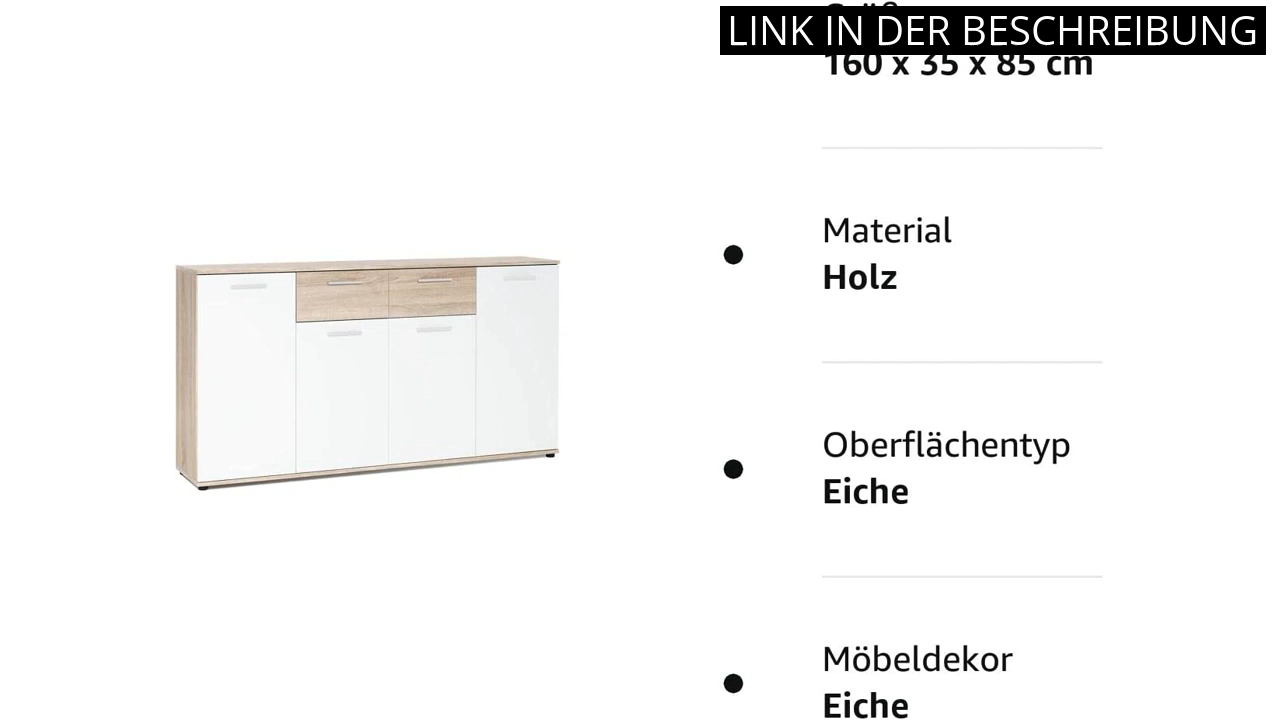 LINK IN DER BESCHREIBUNG
160 x 35 x 85 cm
Material
Holz
Oberflächentyp
Eiche
Möbeldekor
Eiche